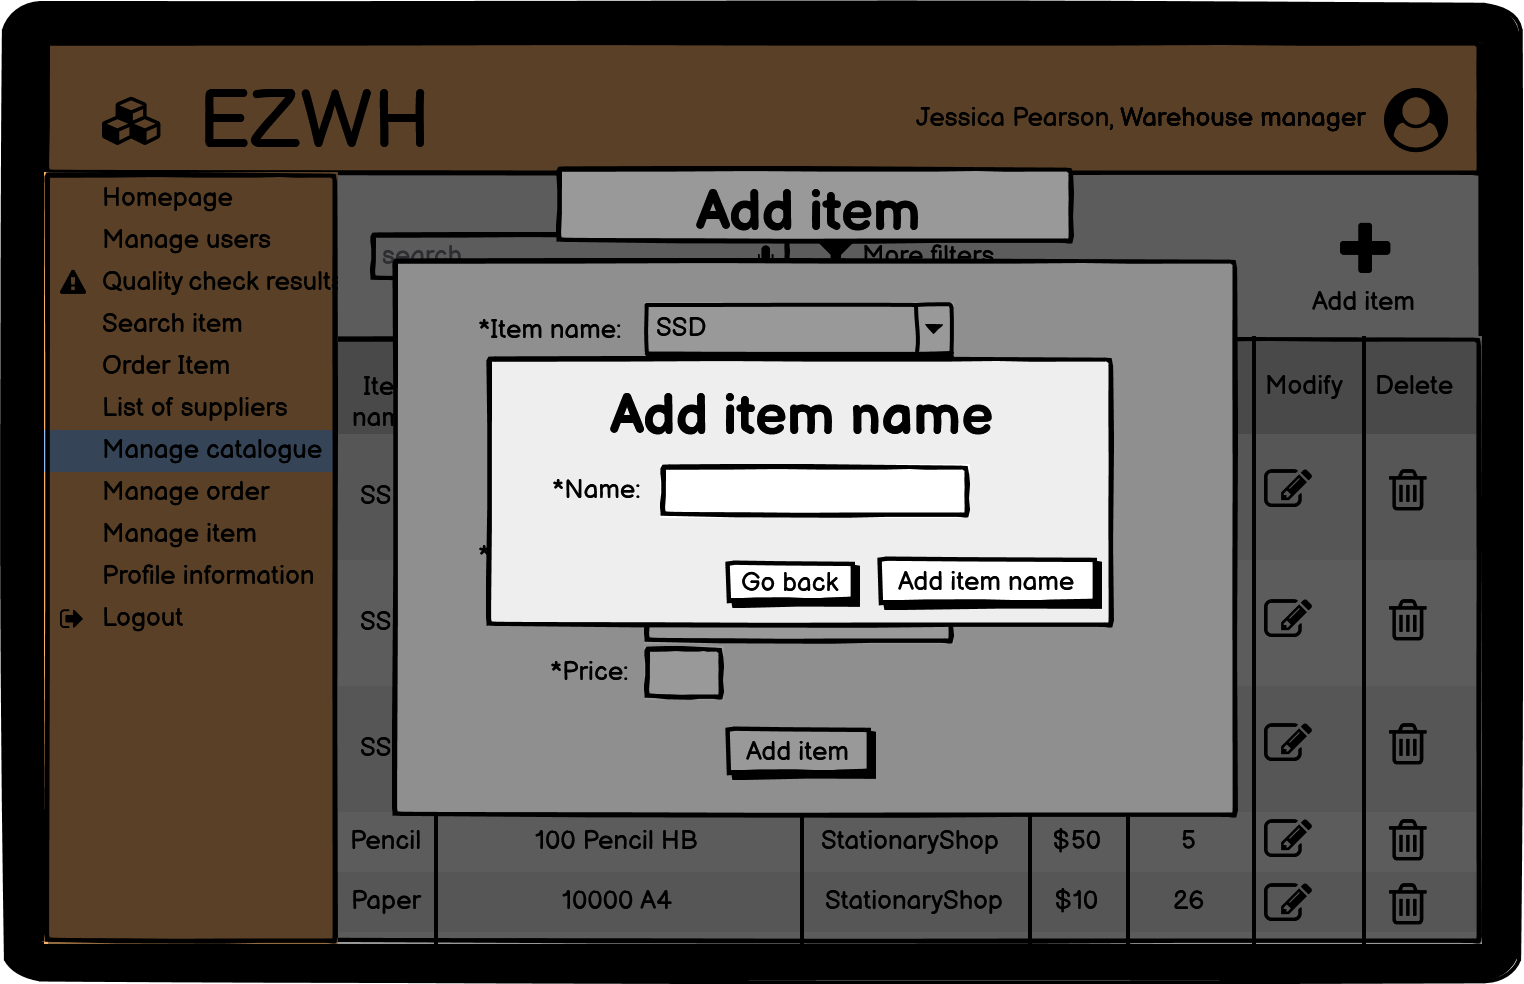 EZWH
Jessica Pearson, Warehouse manager
Homepage
Manage users
Quality check results
Search item
Order Item
List of suppliers
Manage catalogue
Manage order
Manage item
Profile information
Logout
Add item
search
More filters
Add item
*Item name: SSD
Add item name
*Name:
Go back Add item name
*
*Price:
Add item
Ite
nam
Modify Delete
SS
SS
SS
Pencil 100 Pencil HB StationaryShop $50 5
Paper 10000 A4 StationaryShop $10 26